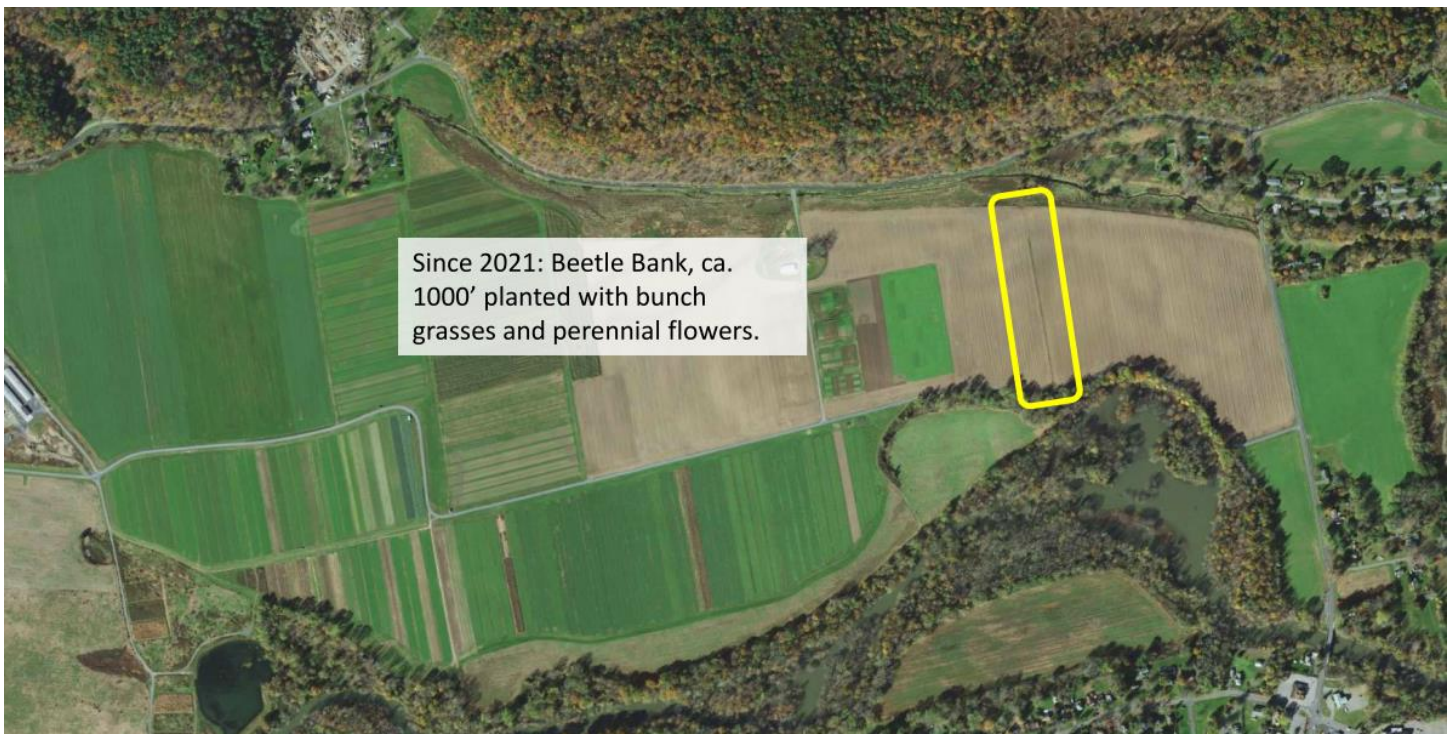 Since 2021: Beetle Bank, ca.
1000’ planted with bunch
grasses and perennial flowers.